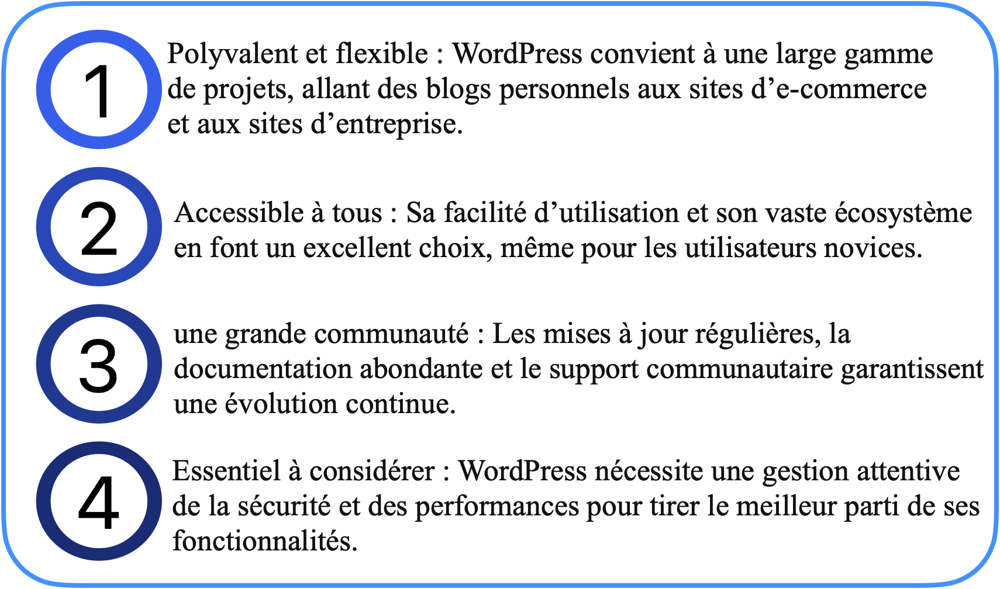 1
Polyvalent et flexible : WordPress convient à une large gamme
de projets, allant des blogs personnels aux sites d’e-commerce
et aux sites d’entreprise.
2
Accessible à tous : Sa facilité d’utilisation et son vaste écosystème
en font un excellent choix, même pour les utilisateurs novices.
3
une grande communauté : Les mises à jour régulières, la
documentation abondante et le support communautaire garantissent
une évolution continue.
4
Essentiel à considérer : WordPress nécessite une gestion attentive
de la sécurité et des performances pour tirer le meilleur parti de ses
fonctionnalités.